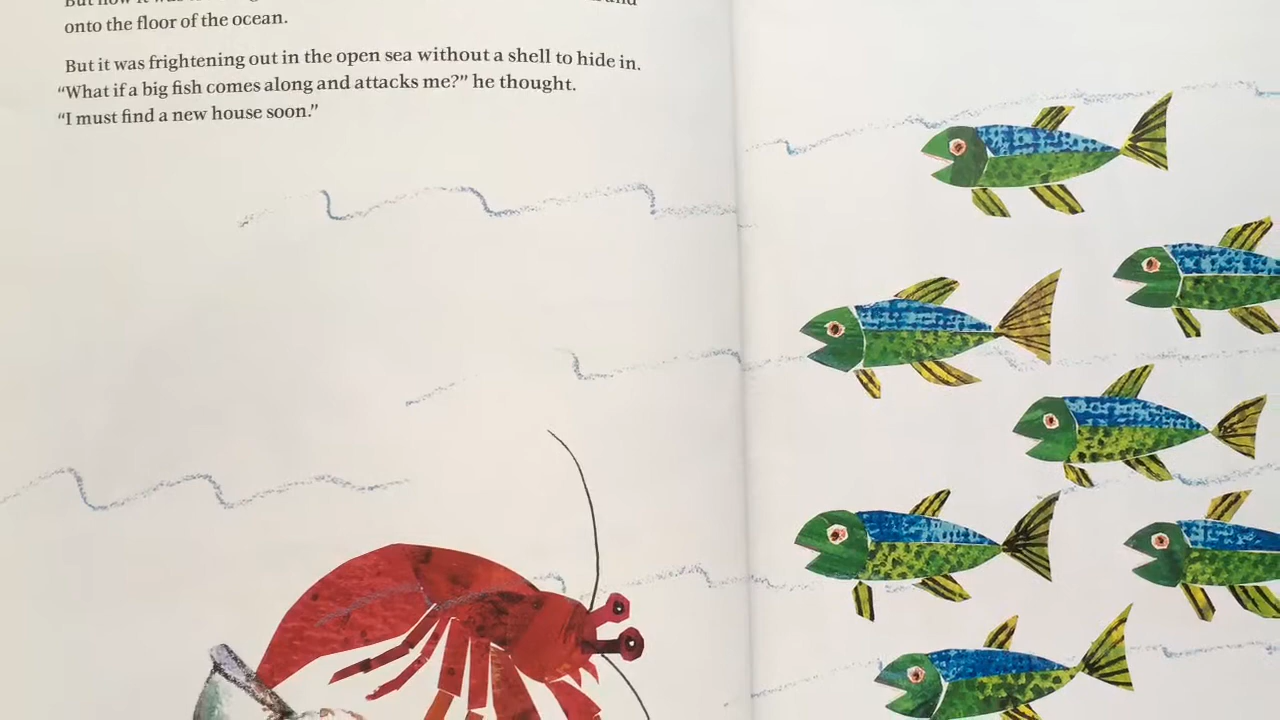 onto the floor of the ocean.
But it was frightening out in the open sea without a shell to hide in.
“What if a big fish comes along and attacks me?” he thought.
“I must find a new house soon.”